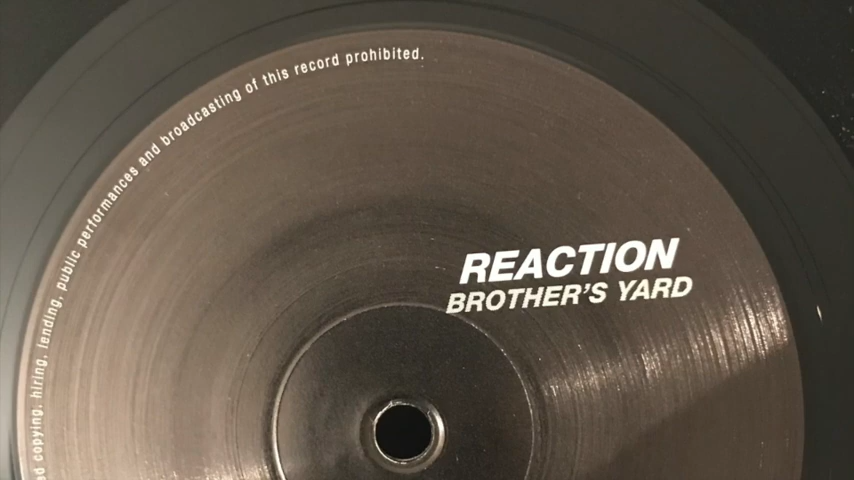 ed copying, hiring, lending, public performances and broadcasting of this record prohibited.
REACTION
BROTHER'S YARD